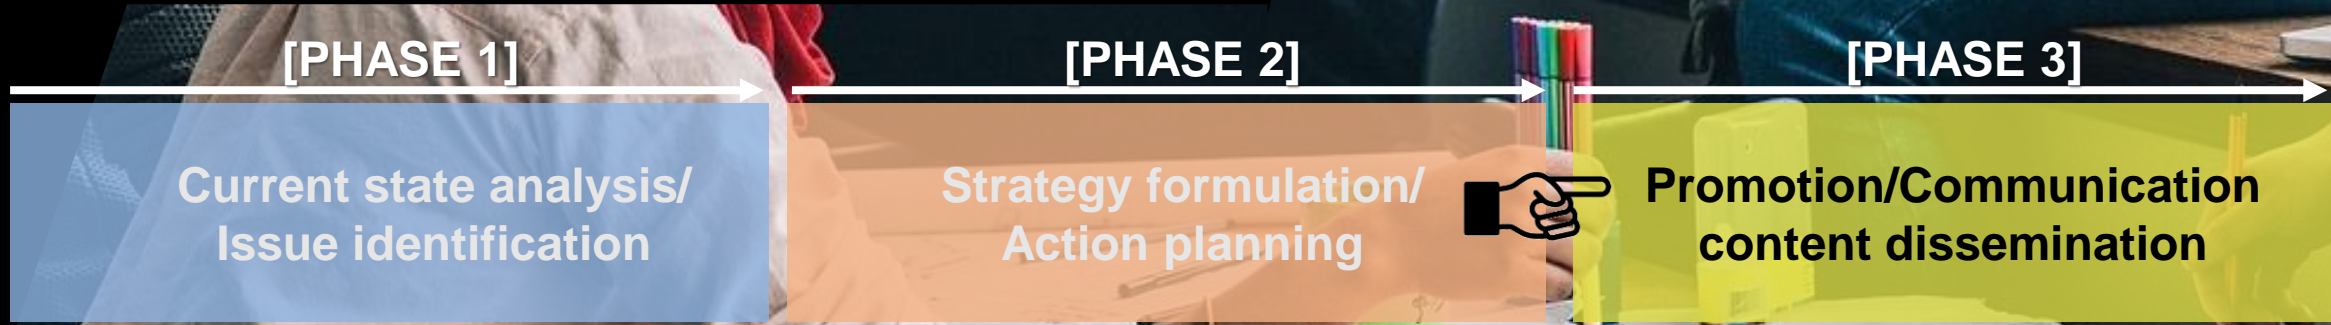 [PHASE 1]
[PHASE 2]
[PHASE 3]
Current state analysis/
Issue identification
Strategy formulation/
Action planning
Promotion/Communication
content dissemination